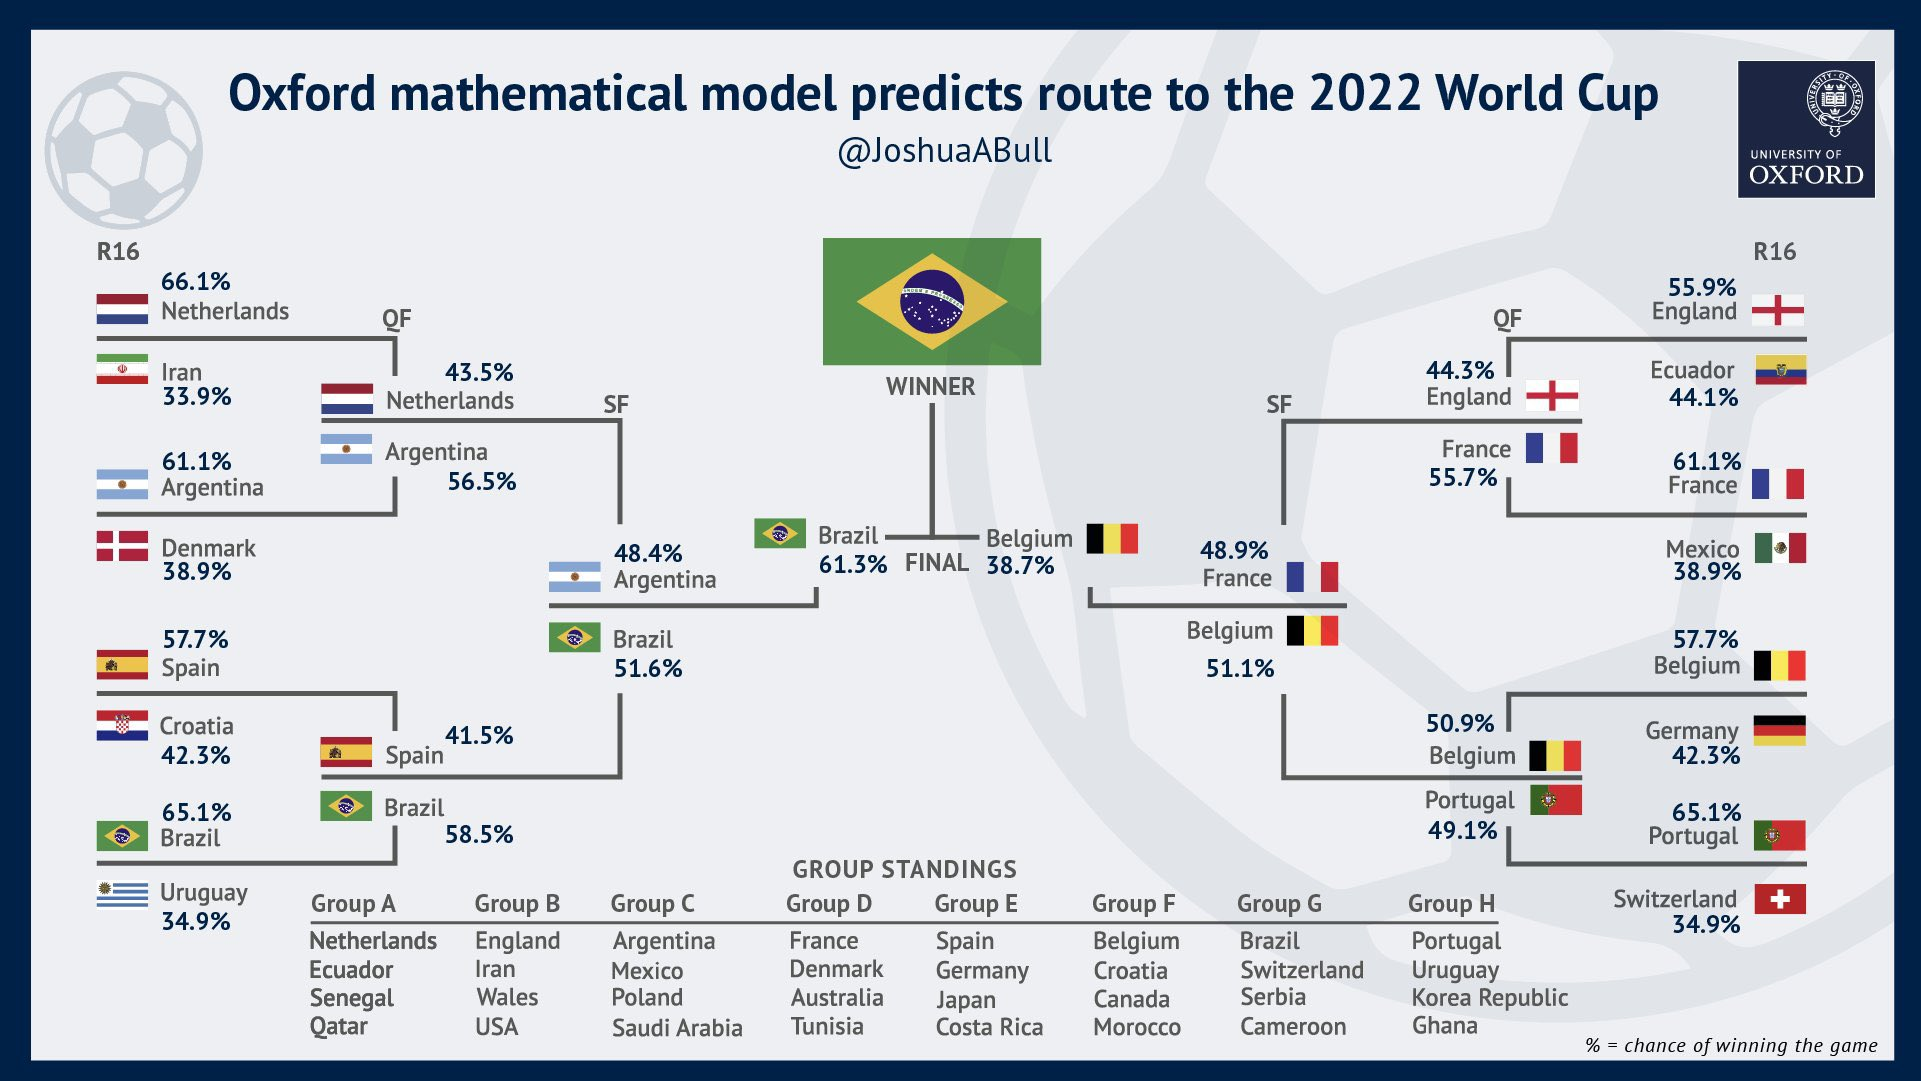 Oxford mathematical model predicts route to the 2022 World Cup
@JoshuaABull
UNIVERSITY OF
OXFORD
R16
66.1%
Netherlands
Iran
33.9%
61.1%
Argentina
Denmark
38.9%
57.7%
Spain
Croatia
42.3%
65.1%
Brazil
Uruguay
34.9%
QF
43.5%
Netherlands
Argentina
56.5%
41.5%
Spain
Brazil
58.5%
SF
48.4%
Argentina
Brazil
51.6%
WINNER
Brazil
61.3%
FINAL
Belgium
38.7%
SF
48.9%
France
Belgium
51.1%
QF
44.3%
England
France
55.7%
50.9%
Belgium
Portugal
49.1%
R16
55.9%
England
Ecuador
44.1%
61.1%
France
Mexico
38.9%
57.7%
Belgium
Germany
42.3%
65.1%
Portugal
Switzerland
34.9%
GROUP STANDINGS
Group A Group B Group C Group D Group E Group F Group G Group H
Netherlands England Argentina France Spain Belgium Brazil Portugal
Ecuador Iran Mexico Denmark Germany Croatia Switzerland Uruguay
Senegal Wales Poland Australia Japan Canada Serbia Korea Republic
Qatar USA Saudi Arabia Tunisia Costa Rica Morocco Cameroon Ghana
% = chance of winning the game